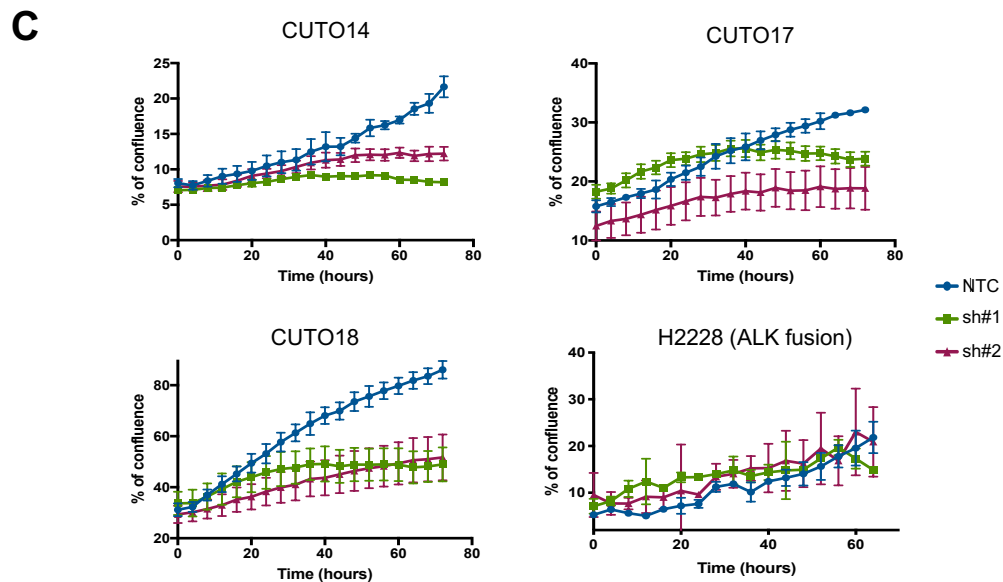 C
CUTO14
% of confluence
25
20
15
10
5
0
0 20 40 60 80
Time (hours)
CUTO17
% of confluence
40
30
20
10
0 20 40 60 80
Time (hours)
CUTO18
% of confluence
80
60
40
0 20 40 60 80
Time (hours)
H2228 (ALK fusion)
% of confluence
40
30
20
10
0 20 40 60
Time (hours)
NTC
sh#1
sh#2